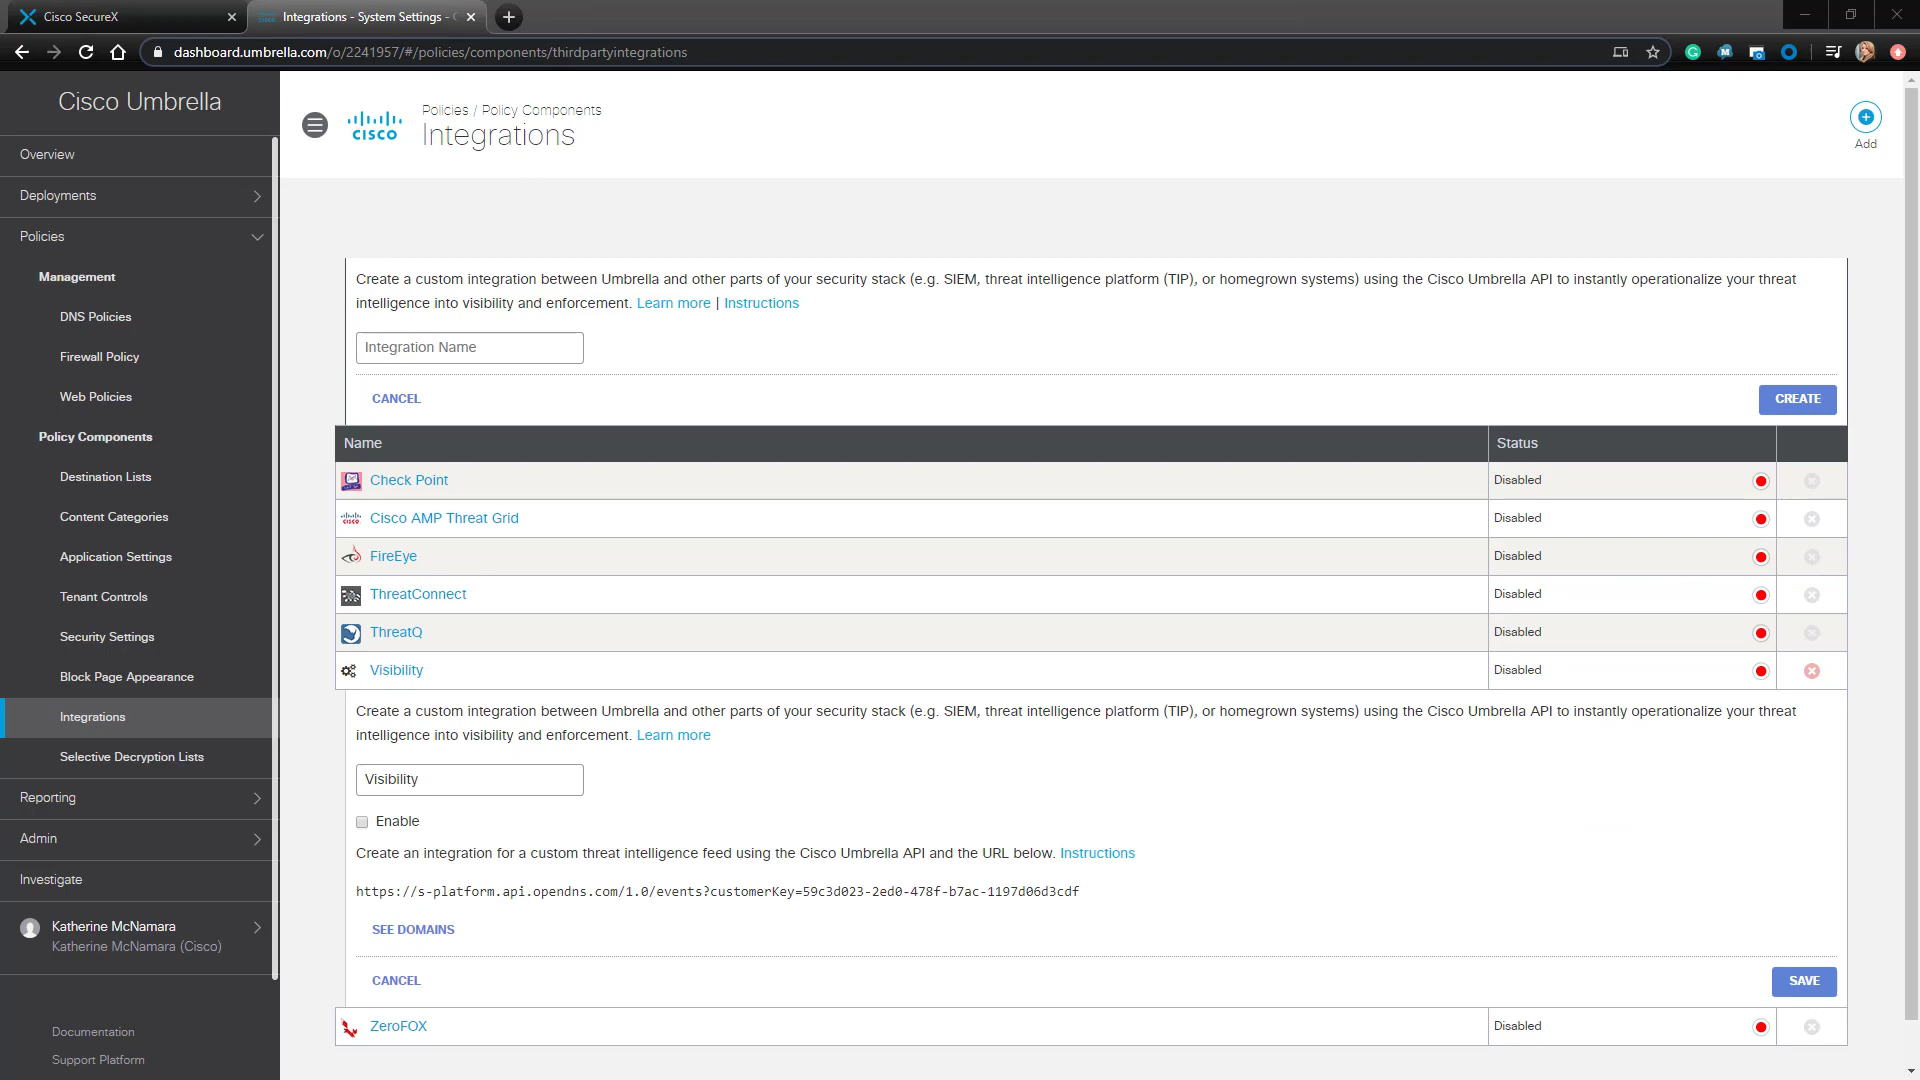 Cisco SecureX
Integrations - System Settings -
dashboard.umbrella.com/o/2241957/#/policies/components/thirdpartyintegrations
Cisco Umbrella
Overview
Deployments
Policies
Management
DNS Policies
Firewall Policy
Web Policies
Policy Components
Destination Lists
Content Categories
Application Settings
Tenant Controls
Security Settings
Block Page Appearance
Integrations
Selective Decryption Lists
Reporting
Admin
Investigate
Katherine McNamara
Katherine McNamara (Cisco)
Documentation
Support Platform
CISCO
Policies / Policy Components
Integrations
Add
Create a custom integration between Umbrella and other parts of your security stack (e.g. SIEM, threat intelligence platform (TIP), or homegrown systems) using the Cisco Umbrella API to instantly operationalize your threat
intelligence into visibility and enforcement. Learn more | Instructions
Integration Name
CANCEL
CREATE
Name Status
Check Point Disabled
Cisco AMP Threat Grid Disabled
FireEye Disabled
ThreatConnect Disabled
ThreatQ Disabled
Visibility Disabled
Create a custom integration between Umbrella and other parts of your security stack (e.g. SIEM, threat intelligence platform (TIP), or homegrown systems) using the Cisco Umbrella API to instantly operationalize your threat
intelligence into visibility and enforcement. Learn more
Visibility
Enable
Create an integration for a custom threat intelligence feed using the Cisco Umbrella API and the URL below. Instructions
https://s-platform.api.opendns.com/1.0/events?customerKey=59c3d023-2ed0-478f-b7ac-1197d06d3cdf
SEE DOMAINS
CANCEL
SAVE
ZeroFOX Disabled